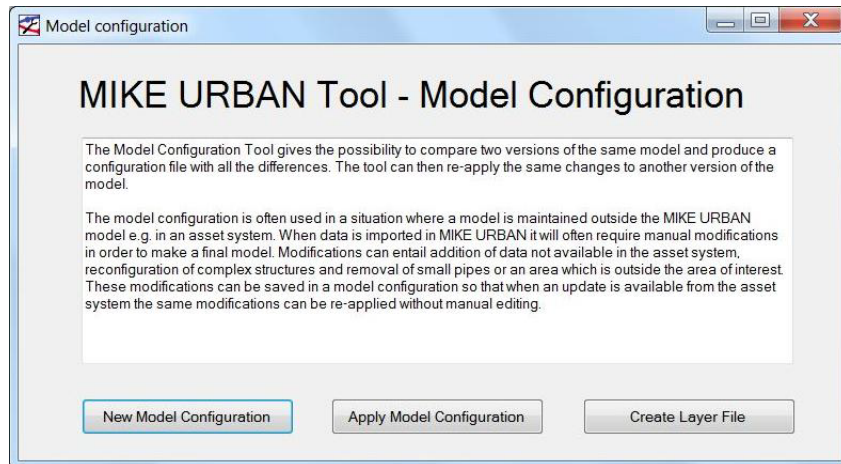 Model configuration
MIKE URBAN Tool - Model Configuration
The Model Configuration Tool gives the possibility to compare two versions of the same model and produce a
configuration file with all the differences. The tool can then re-apply the same changes to another version of the
model.
The model configuration is often used in a situation where a model is maintained outside the MIKE URBAN
model e.g. in an asset system. When data is imported in MIKE URBAN it will often require manual modifications
in order to make a final model. Modifications can entail addition of data not available in the asset system,
reconfiguration of complex structures and removal of small pipes or an area which is outside the area of interest.
These modifications can be saved in a model configuration so that when an update is available from the asset
system the same modifications can be re-applied without manual editing.
New Model Configuration
Apply Model Configuration
Create Layer File